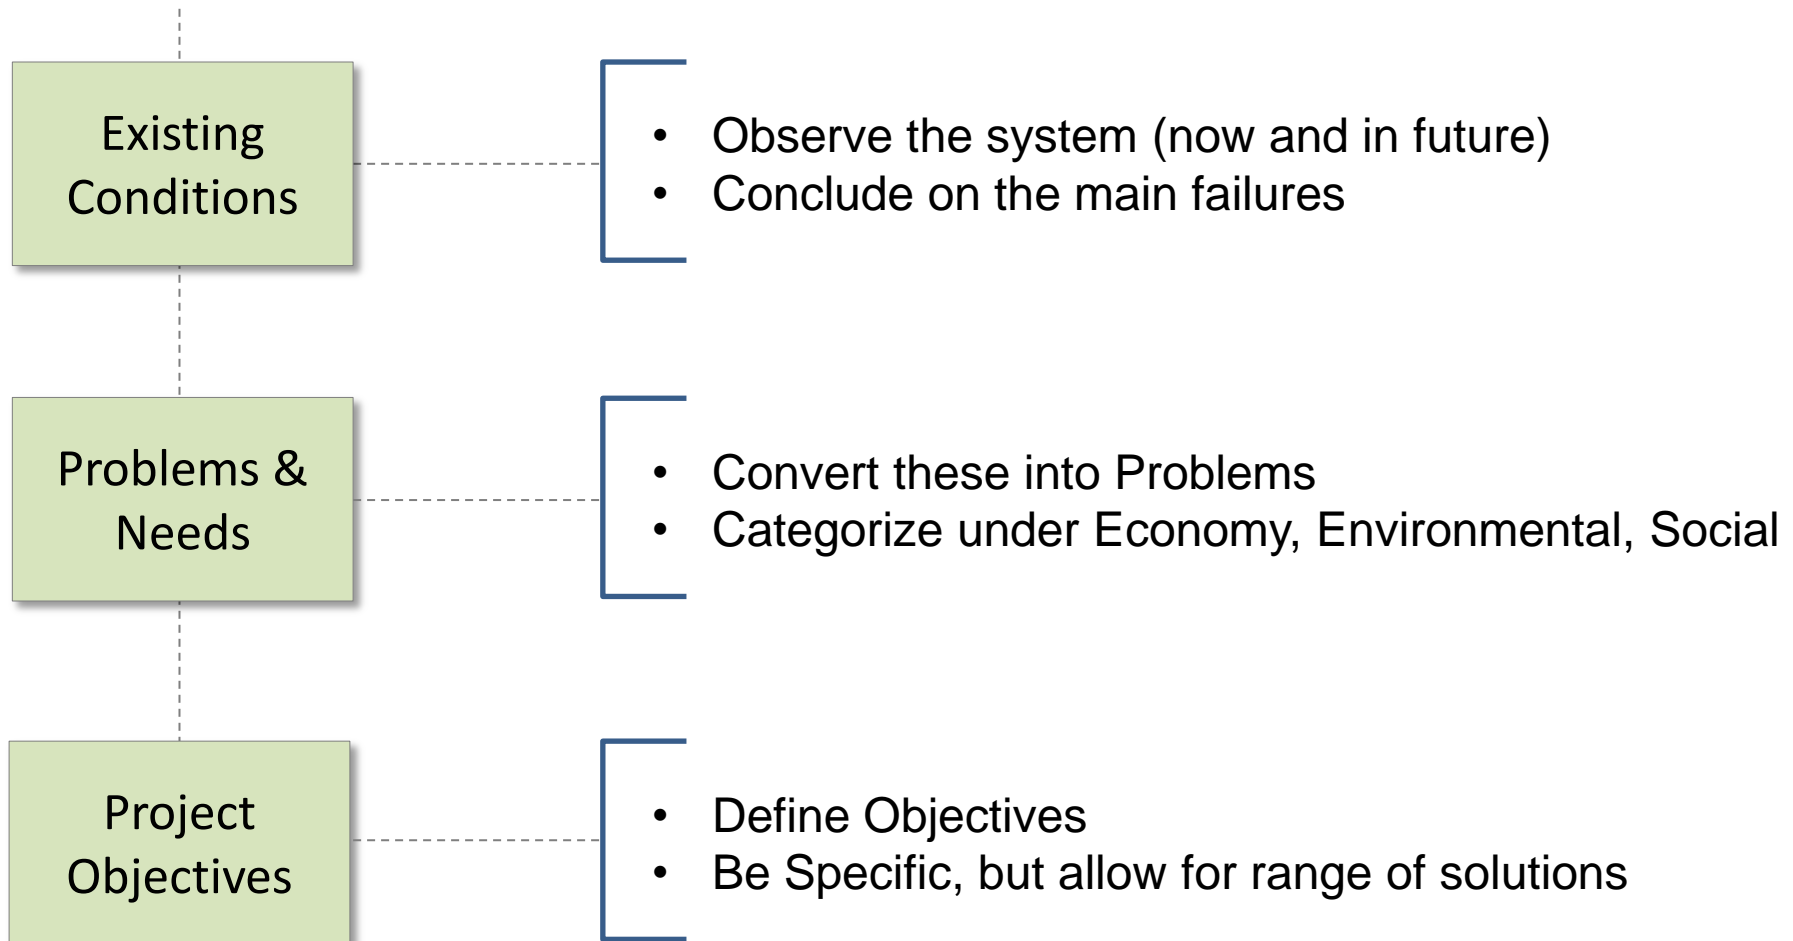 Existing
Conditions
• Observe the system (now and in future)
• Conclude on the main failures
Problems &
Needs
• Convert these into Problems
• Categorize under Economy, Environmental, Social
Project
Objectives
• Define Objectives
• Be Specific, but allow for range of solutions